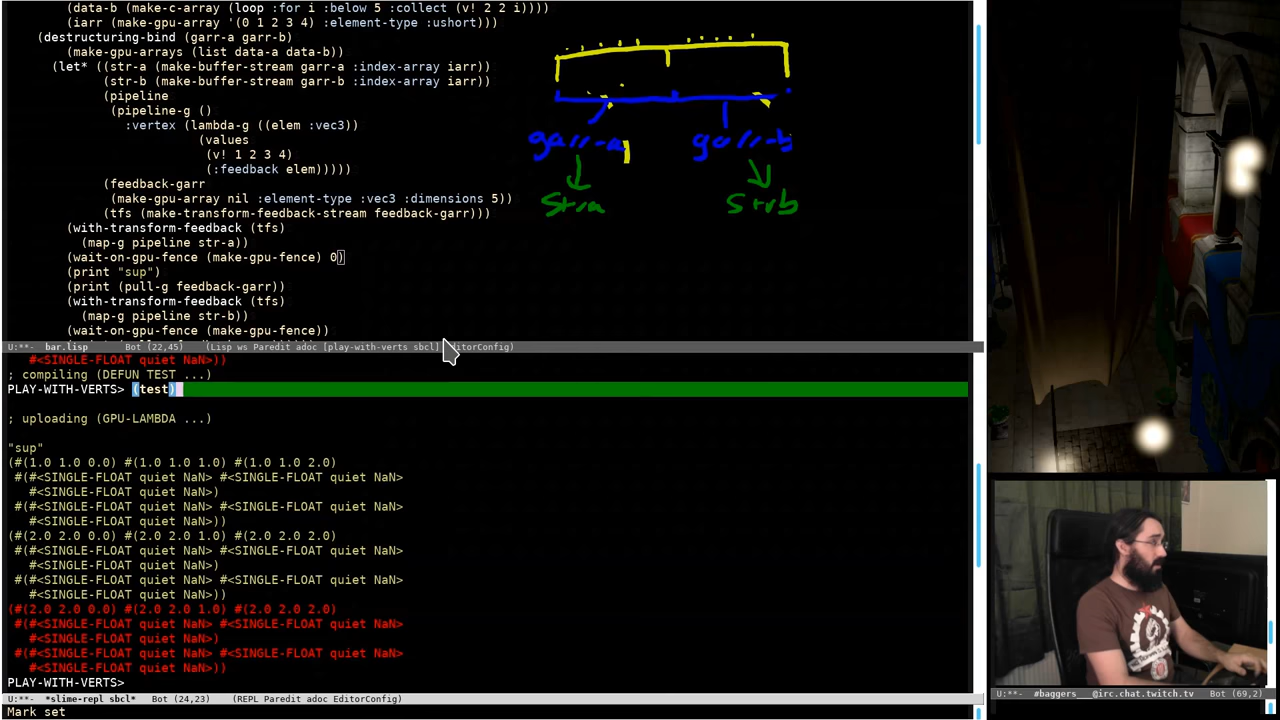 (data-b (make-c-array (loop :for i :below 5 :collect (v! 2 2 i))))
(iarr (make-gpu-array '(0 1 2 3 4) :element-type :ushort)))
(destructuring-bind (garr-a garr-b)
(make-gpu-arrays (list data-a data-b))
(let* ((str-a (make-buffer-stream garr-a :index-array iarr))
(str-b (make-buffer-stream garr-b :index-array iarr))
(pipeline
(pipeline-g ()
:vertex (lambda-g ((elem :vec3))
(values
(v! 1 2 3 4)
(:feedback elem)))))
(feedback-garr
(make-gpu-array nil :element-type :vec3 :dimensions 5))
(tfs (make-transform-feedback-stream feedback-garr)))
(with-transform-feedback (tfs)
(map-g pipeline str-a))
(wait-on-gpu-fence (make-gpu-fence) 0)
(print "sup")
(print (pull-g feedback-garr))
(with-transform-feedback (tfs)
(map-g pipeline str-b))
(wait-on-gpu-fence (make-gpu-fence))
garr-a garr-b
str a str b
U:**- bar.lisp Bot (22,45) (Lisp ws Paredit adoc [play-with-verts sbcl] EditorConfig)
#<SINGLE-FLOAT quiet NaN>))
; compiling (DEFUN TEST ...)
PLAY-WITH-VERTS> (test)
; uploading (GPU-LAMBDA ...)
"sup"
(#(1.0 1.0 0.0) #(1.0 1.0 1.0) #(1.0 1.0 2.0)
#(#<SINGLE-FLOAT quiet NaN> #<SINGLE-FLOAT quiet NaN>
#<SINGLE-FLOAT quiet NaN>)
#(#<SINGLE-FLOAT quiet NaN> #<SINGLE-FLOAT quiet NaN>
#<SINGLE-FLOAT quiet NaN>))
(#(2.0 2.0 0.0) #(2.0 2.0 1.0) #(2.0 2.0 2.0)
#(#<SINGLE-FLOAT quiet NaN> #<SINGLE-FLOAT quiet NaN>
#<SINGLE-FLOAT quiet NaN>)
#(#<SINGLE-FLOAT quiet NaN> #<SINGLE-FLOAT quiet NaN>
#<SINGLE-FLOAT quiet NaN>))
(#(2.0 2.0 0.0) #(2.0 2.0 1.0) #(2.0 2.0 2.0)
#(#<SINGLE-FLOAT quiet NaN> #<SINGLE-FLOAT quiet NaN>
#<SINGLE-FLOAT quiet NaN>)
#(#<SINGLE-FLOAT quiet NaN> #<SINGLE-FLOAT quiet NaN>
#<SINGLE-FLOAT quiet NaN>))
PLAY-WITH-VERTS>
U:**- *slime-repl sbcl* Bot (24,23) (REPL Paredit adoc EditorConfig)
Mark set
U:**- #baggers___@irc.chat.twitch.tv Bot (69,2)